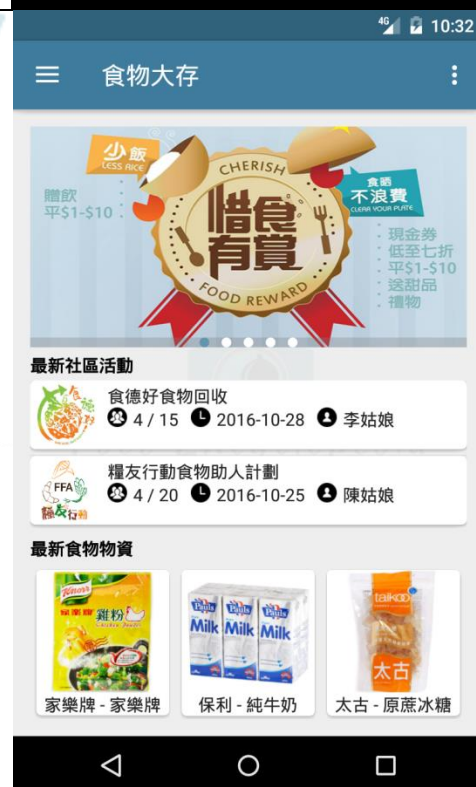 4G 10:32
食物大存
少飯
LESS RICE
贈飲
平$1-$10
CHERISH
惜食
有賞
FOOD REWARD
食晒
不浪費
CLEAR YOUR PLATE
現金券
低至七折
平$1-$10
送甜品
禮物
最新社區活動
食德好食物回收
4 / 15 2016-10-28 李姑娘
FFA
糧友行動
糧友行動食物助人計劃
4 / 20 2016-10-25 陳姑娘
最新食物物資
Knorr
家樂牌
雞粉
Pauls Pauls Pauls
Milk Milk Milk
taikoo
太古
家樂牌 - 家樂牌
保利 - 純牛奶
太古 - 原蔗冰糖